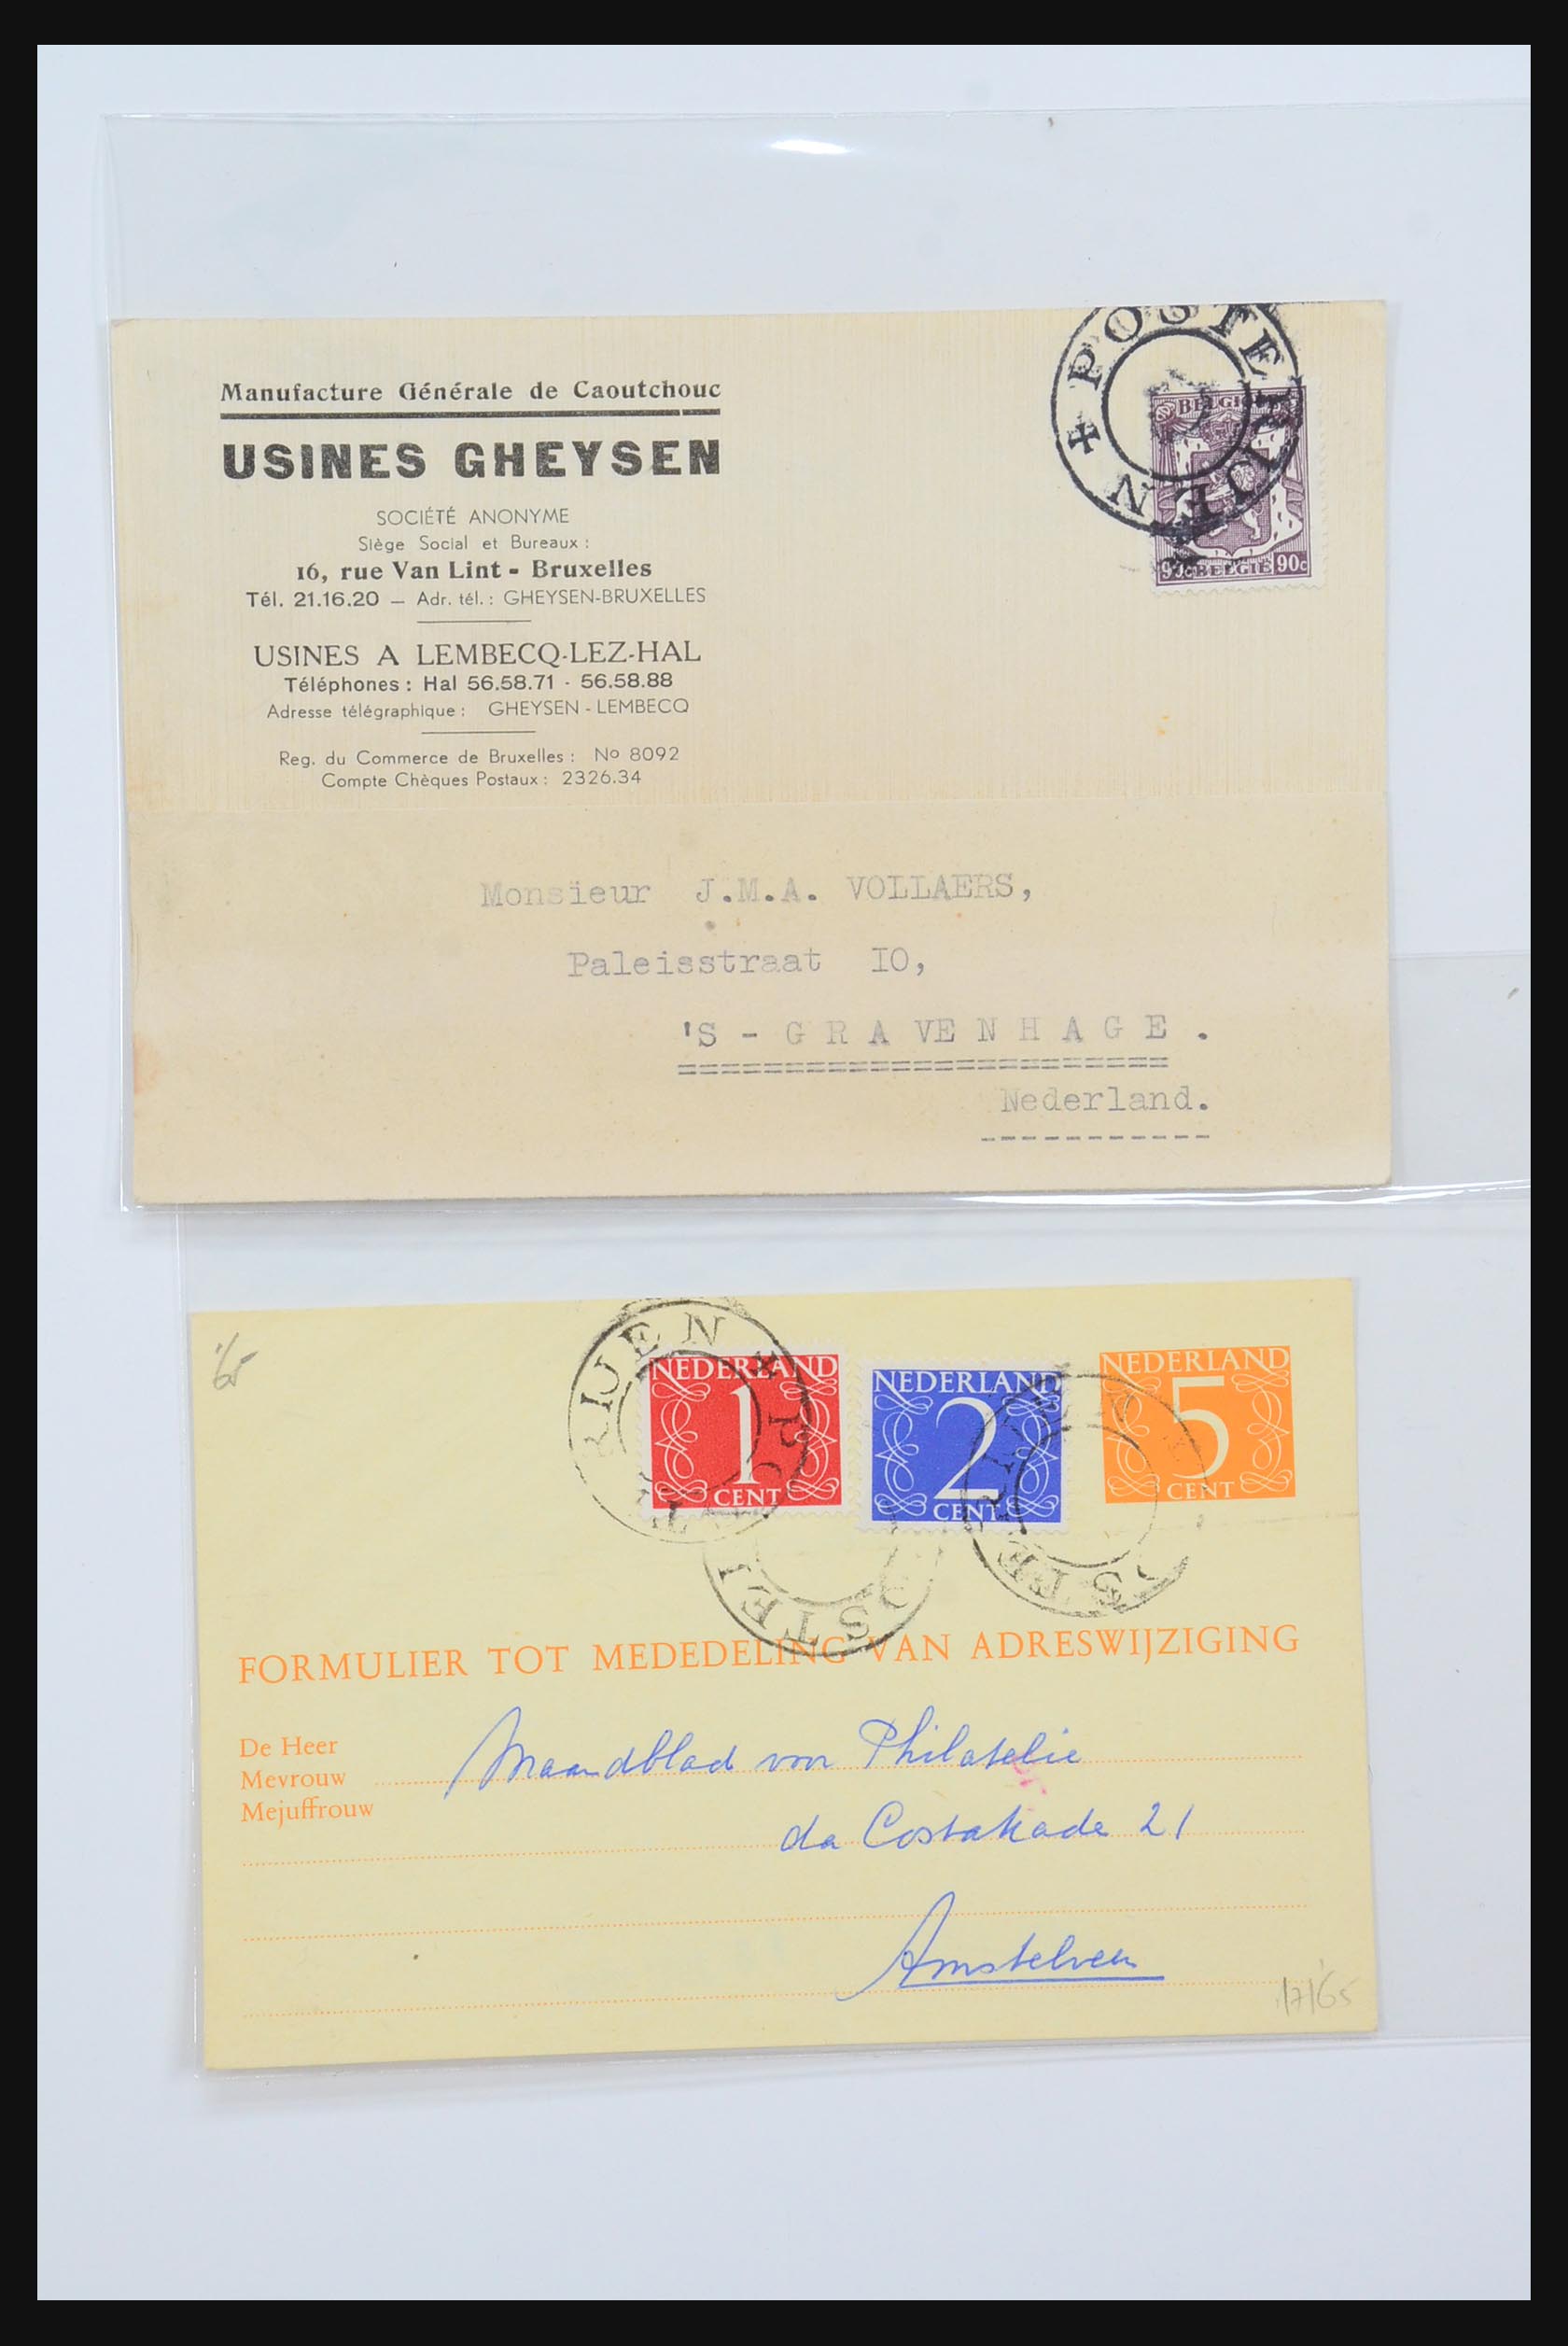 Manufacture Générale de Caoutchouc
USINES GHEYSEN
SOCIÉTÉ ANONYME
Siège Social et Bureaux :
16, rue Van Lint - Bruxelles
Tél. 21.16.20 — Adr. tél. : GHEYSEN-BRUXELLES
USINES A LEMBECQ-LEZ-HAL
Téléphones : Hal 56.58.71 - 56.58.88
Adresse télégraphique : GHEYSEN - LEMBECQ
Reg. du Commerce de Bruxelles : No 8092
Compte Chèques Postaux : 2326.34
POSTERIJEN
BELGIE 90c
Monsïeur J.M.A. VOLLAERS,
Paleisstraat IO,
'S - G R A VE N H A G E .
Nederland.
RIJEN
NEDERLAND
1
CENT
NEDERLAND
2
CENT
NEDERLAND
5
CENT
FORMULIER TOT MEDEDELING VAN ADRESWIJZIGING
De Heer
Mevrouw
Mejuffrouw
Maandblad voor Philatelie
da Costakade 21
Amstelveen